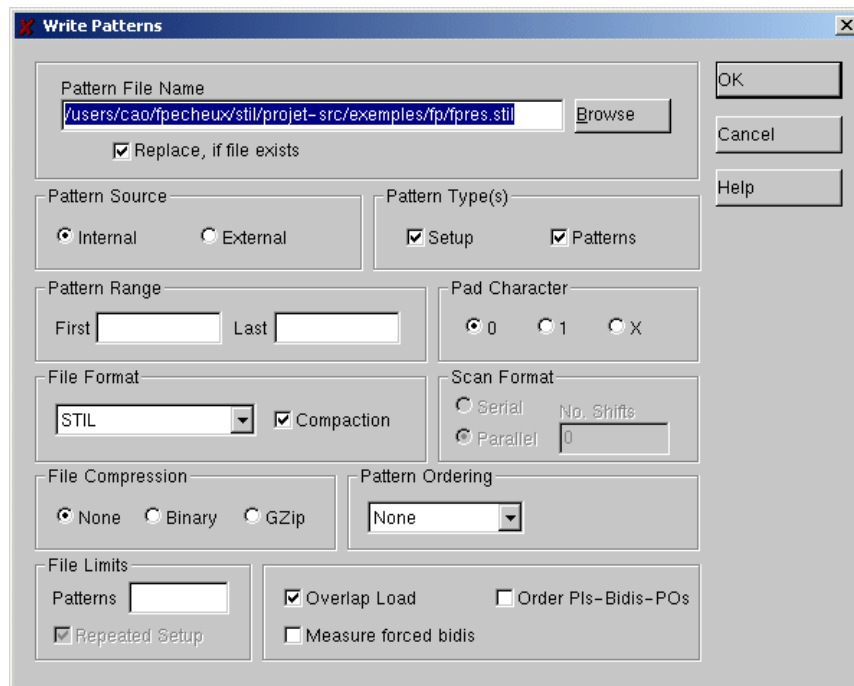 Write Patterns
Pattern File Name
/users/cao/fpecheux/stil/projet-src/exemples/fp/fpres.stil
Browse
Replace, if file exists
OK
Cancel
Help
Pattern Source
Internal External
Pattern Type(s)
Setup Patterns
Pattern Range
First Last
Pad Character
0 1 X
File Format
STIL Compaction
Scan Format
Serial No. Shifts
Parallel 0
File Compression
None Binary GZip
Pattern Ordering
None
File Limits
Patterns
Repeated Setup
Overlap Load Order PIs-Bidis-POs
Measure forced bidis